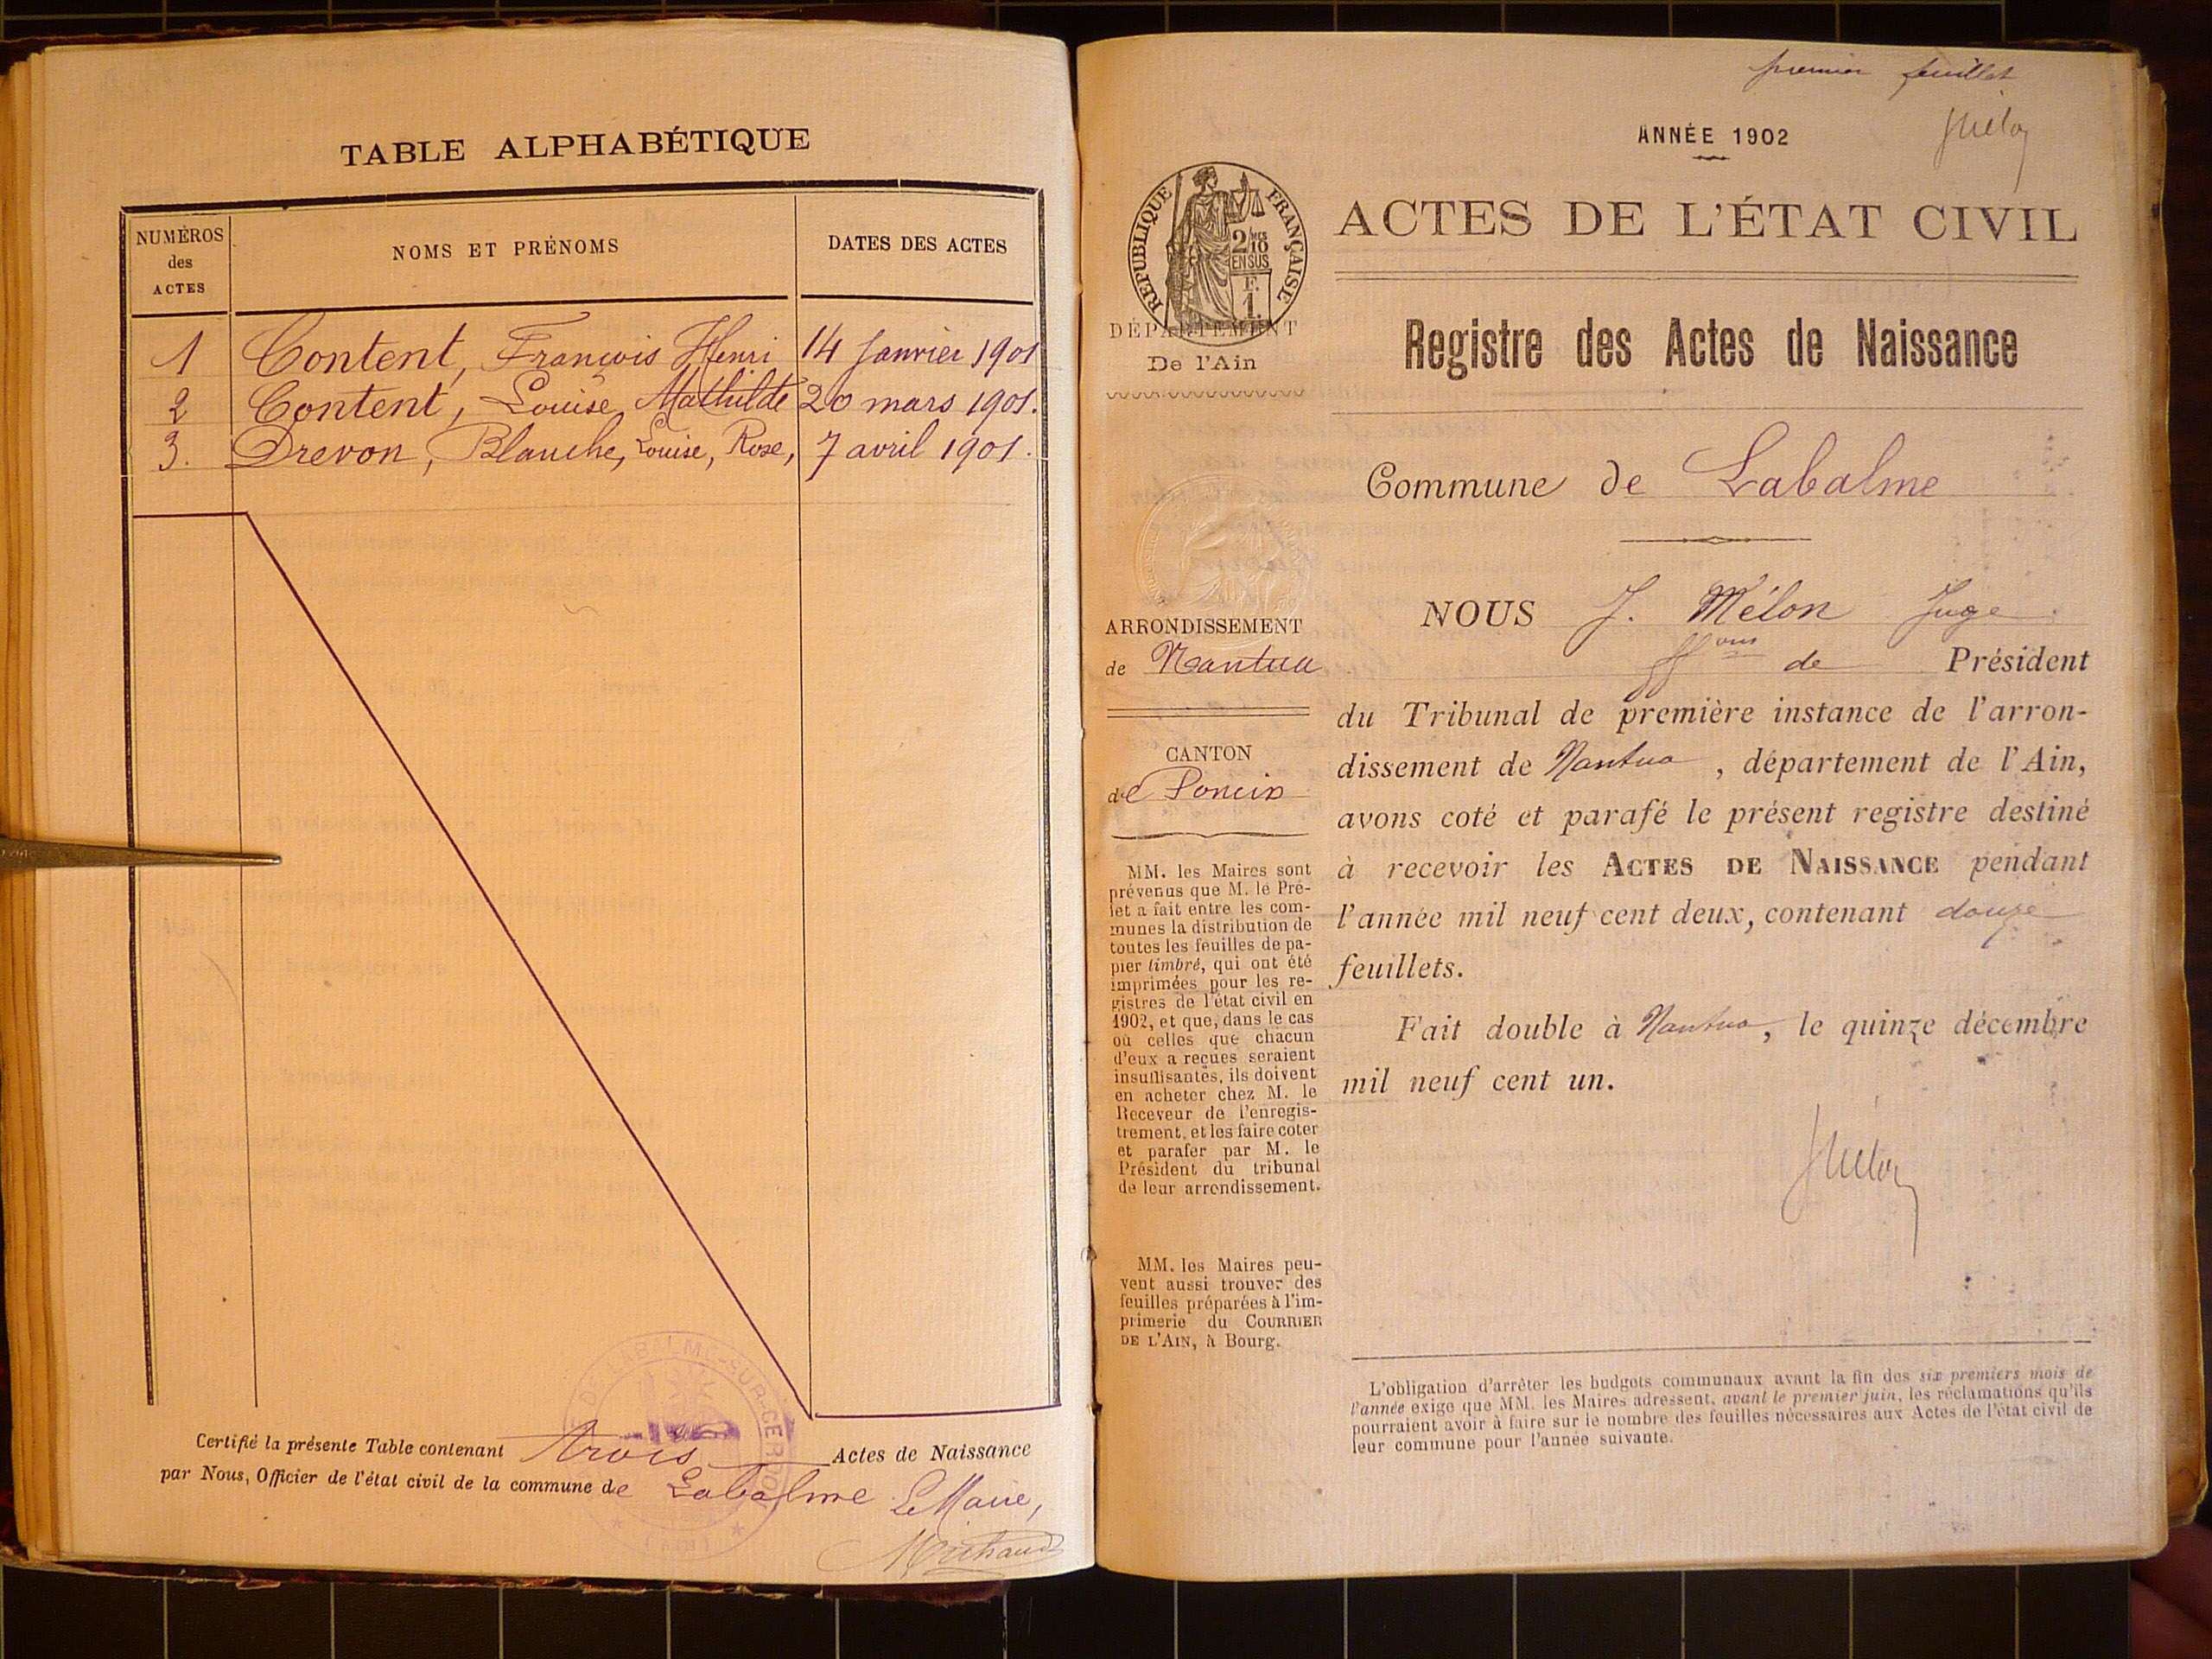 TABLE ALPHABÉTIQUE
NUMÉROS
des
ACTES
NOMS ET PRÉNOMS
DATES DES ACTES
1 Content, François Henri 14 Janvier 1901
2 Content, Louise Mathilde 20 mars 1901.
3. Drevon, Blanche, Louise, Rose, 7 avril 1901.
DE LABALME-SUR-CERDON
Certifié la présente Table contenant trois Actes de Naissance
par Nous, Officier de l'état civil de la commune de Labalme Le Maire,
premier feuillet
ANNÉE 1902
RÉPUBLIQUE FRANÇAISE
2/10
EN SUS
F.
1
ACTES DE L'ÉTAT CIVIL
DÉPARTEMENT
De l'Ain
Registre des Actes de Naissance
Commune de Labalme
ARRONDISSEMENT
de Nantua
CANTON
de Poncin
MM. les Maires sont
prévenus que M. le Pré-
fet a fait entre les com-
munes la distribution de
toutes les feuilles de pa-
pier timbré, qui ont été
imprimées pour les re-
gistres de l'état civil en
1902, et que, dans le cas
où celles que chacun
d'eux a reçues seraient
insuffisantes, ils doivent
en acheter chez M. le
Receveur de l'enregis-
trement, et les faire coter
et parafer par M. le
Président du tribunal
de leur arrondissement.
MM. les Maires peu-
vent aussi trouver des
feuilles préparées à l'im-
primerie du COURRIER
DE L'AIN, à Bourg.
NOUS J. Mélon Juge
ffons de Président
du Tribunal de première instance de l'arron-
dissement de Nantua, département de l'Ain,
avons coté et parafé le présent registre destiné
à recevoir les ACTES DE NAISSANCE pendant
l'année mil neuf cent deux, contenant douze
feuillets.
Fait double à Nantua, le quinze décembre
mil neuf cent un.
L'obligation d'arrêter les budgets communaux avant la fin des six premiers mois de
l'année exige que MM. les Maires adressent, avant le premier juin, les réclamations qu'ils
pourraient avoir à faire sur le nombre des feuilles nécessaires aux Actes de l'état civil de
leur commune pour l'année suivante.